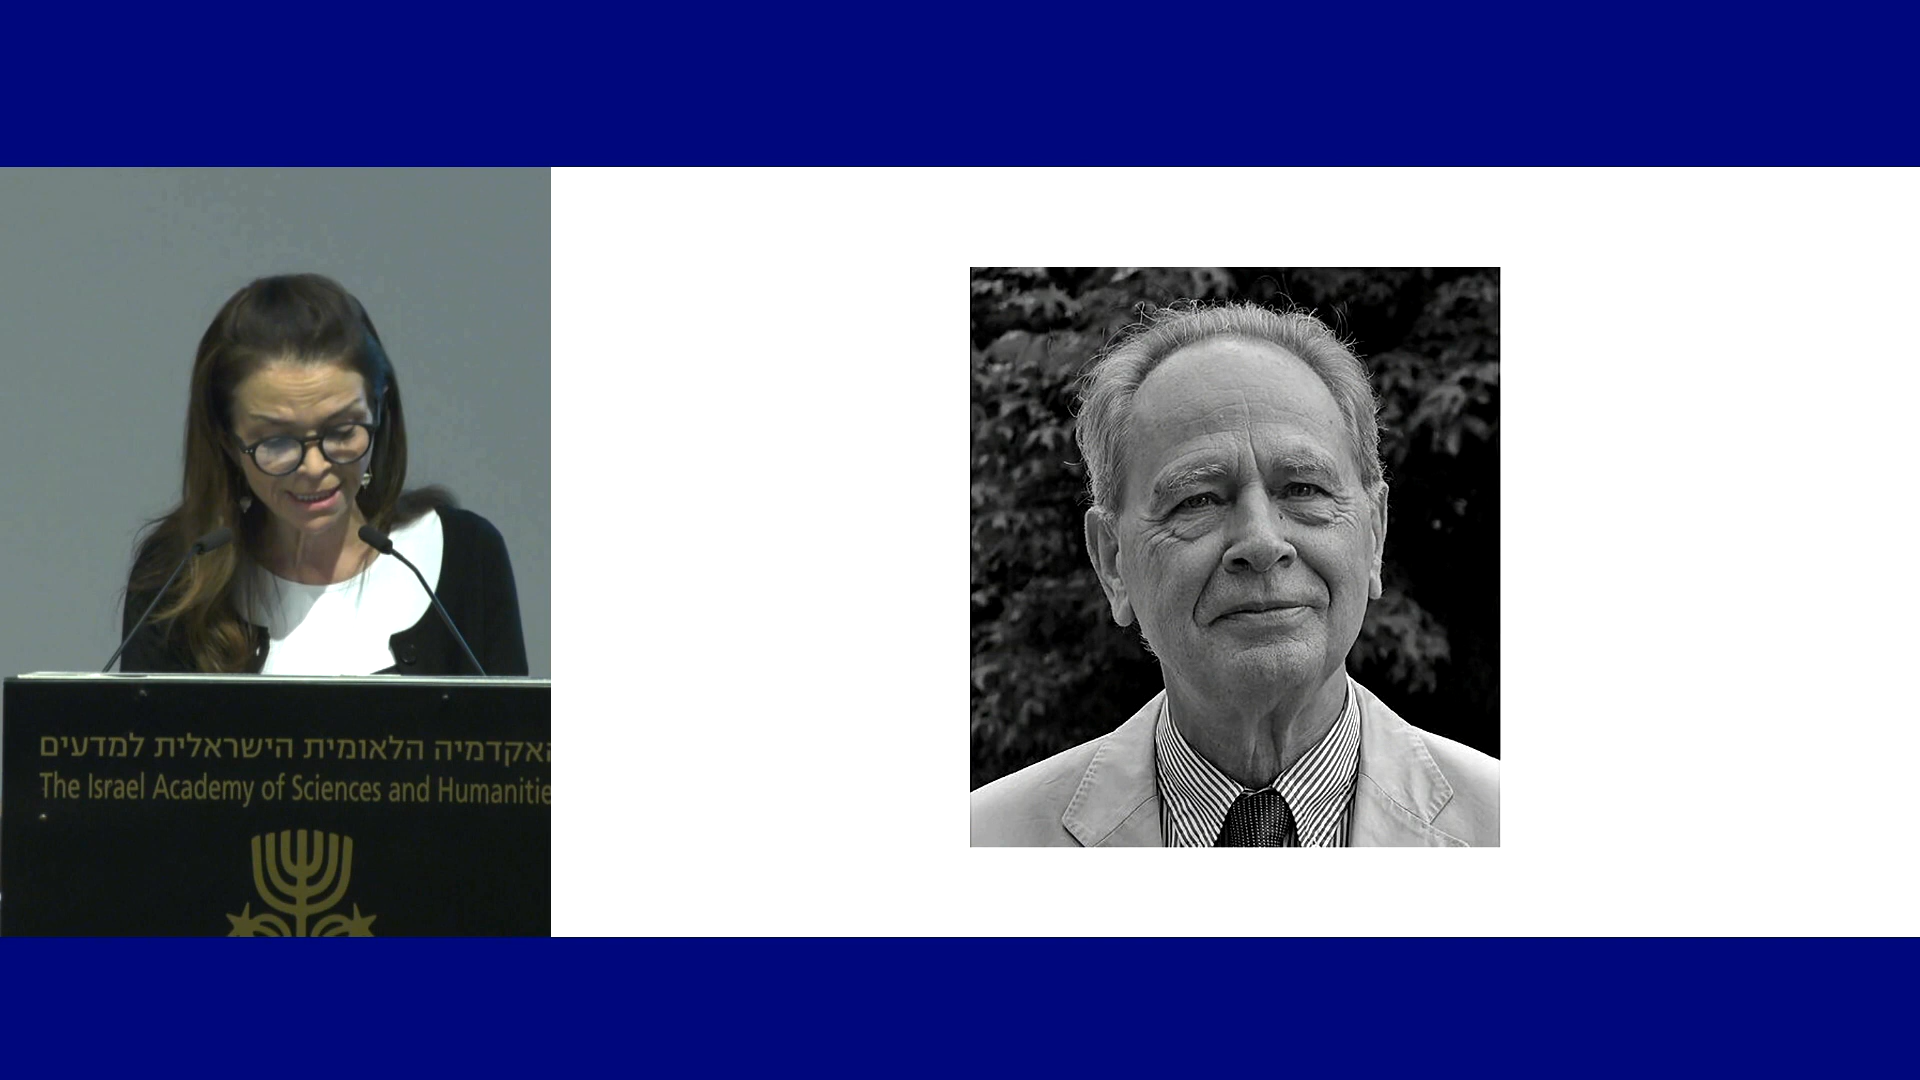 האקדמיה הלאומית הישראלית למדעים
The Israel Academy of Sciences and Humanitie